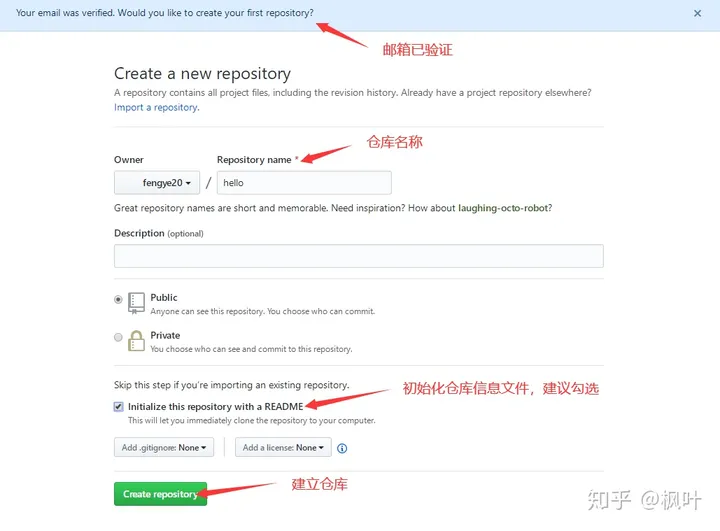 Your email was verified. Would you like to create your first repository?
邮箱已验证
Create a new repository
A repository contains all project files, including the revision history. Already have a project repository elsewhere?
Import a repository.
仓库名称
Owner Repository name *
fengye20 / hello
Great repository names are short and memorable. Need inspiration? How about laughing-octo-robot?
Description (optional)
Public
Anyone can see this repository. You choose who can commit.
Private
You choose who can see and commit to this repository.
Skip this step if you're importing an existing repository.
初始化仓库信息文件，建议勾选
Initialize this repository with a README
This will let you immediately clone the repository to your computer.
Add .gitignore: None Add a license: None
建立仓库
Create repository
知乎 @枫叶